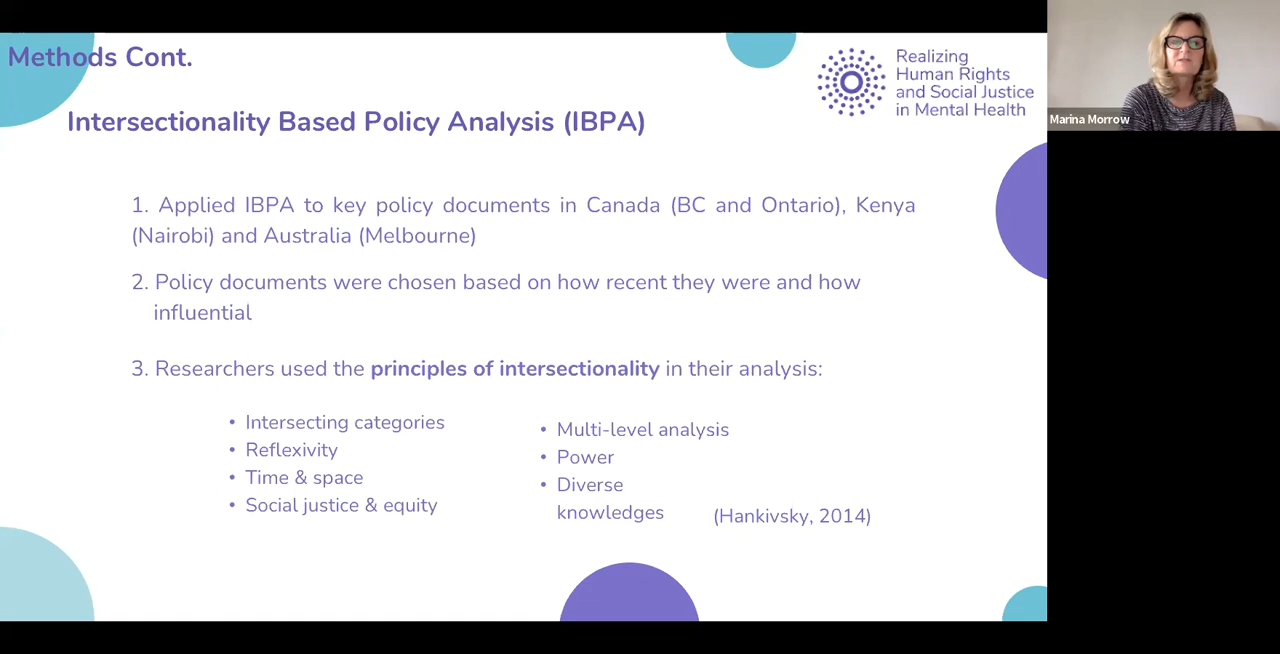 Methods Cont.
Realizing
Human Rights
and Social Justice
in Mental Health
Marina Morrow
Intersectionality Based Policy Analysis (IBPA)
1. Applied IBPA to key policy documents in Canada (BC and Ontario), Kenya
(Nairobi) and Australia (Melbourne)
2. Policy documents were chosen based on how recent they were and how
influential
3. Researchers used the principles of intersectionality in their analysis:
• Intersecting categories
• Reflexivity
• Time & space
• Social justice & equity
• Multi-level analysis
• Power
• Diverse
knowledges
(Hankivsky, 2014)